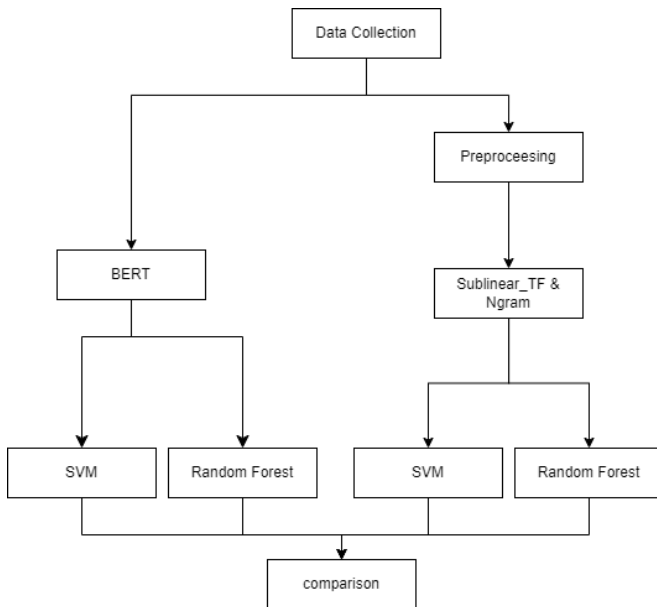 Data Collection
Preproceesing
BERT
Sublinear_TF &
Ngram
SVM
Random Forest
SVM
Random Forest
comparison